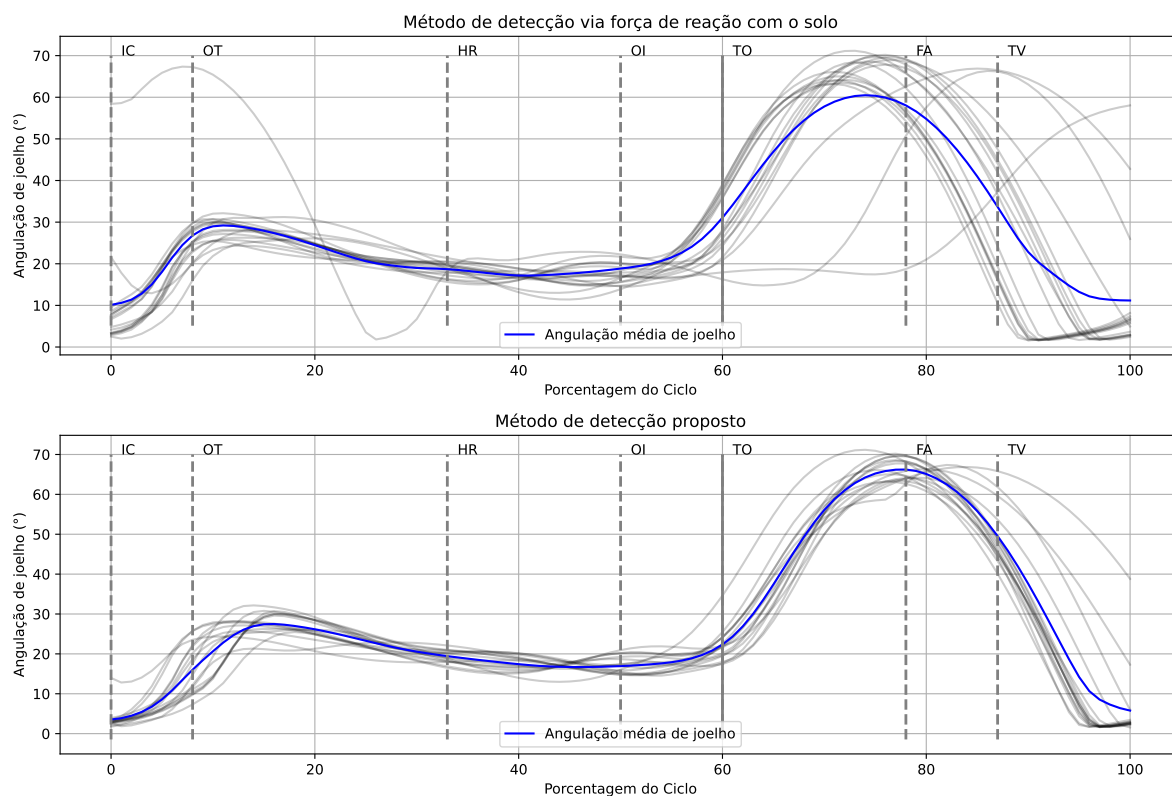 Método de detecção via força de reação com o solo
IC OT HR OI TO FA TV
Angulação de joelho (°)
70
60
50
40
30
20
10
0
Angulação média de joelho
0 20 40 60 80 100
Porcentagem do Ciclo
Método de detecção proposto
IC OT HR OI TO FA TV
Angulação de joelho (°)
70
60
50
40
30
20
10
0
Angulação média de joelho
0 20 40 60 80 100
Porcentagem do Ciclo